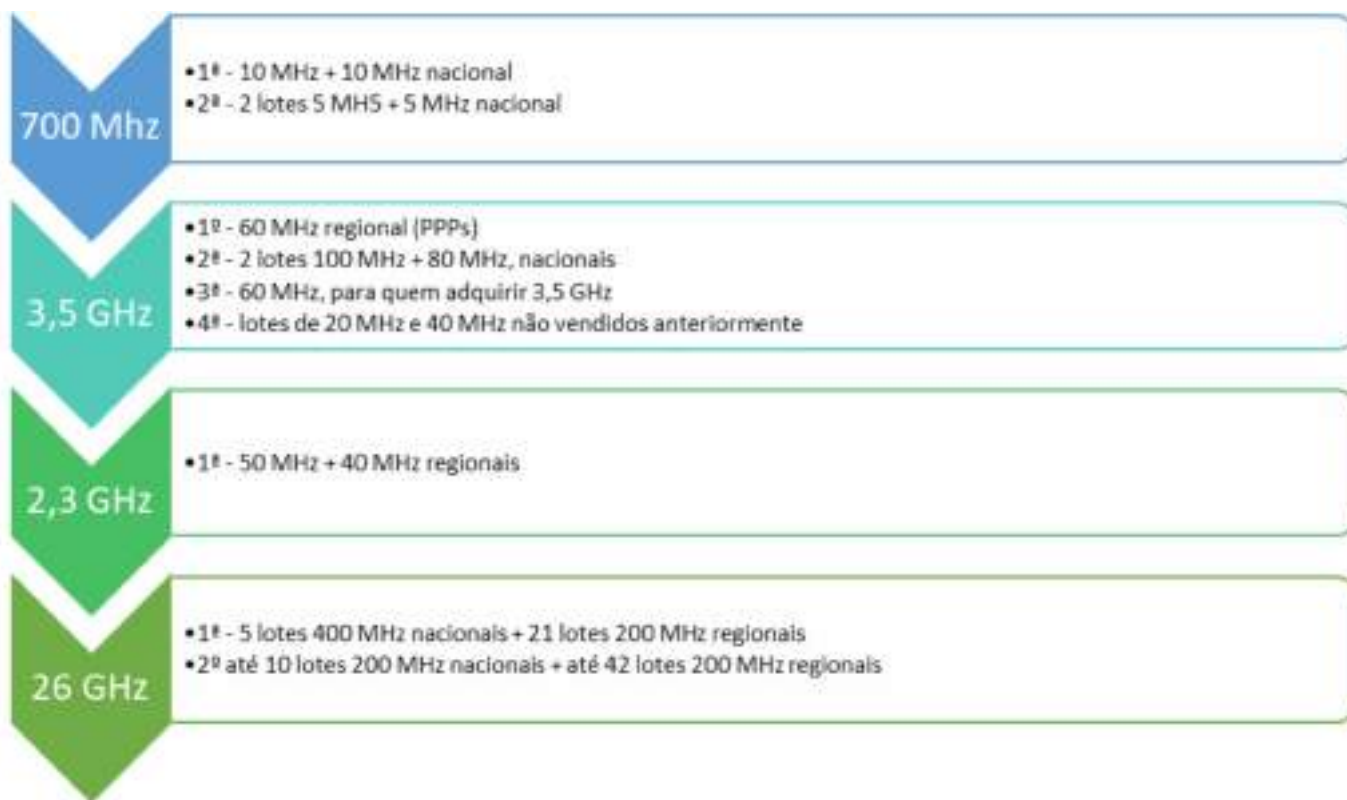 700 Mhz
•1ª - 10 MHz + 10 MHz nacional
•2ª - 2 lotes 5 MH5 + 5 MHz nacional
3,5 GHz
•1º - 60 MHz regional (PPPs)
•2ª - 2 lotes 100 MHz + 80 MHz, nacionais
•3ª - 60 MHz, para quem adquirir 3,5 GHz
•4ª - lotes de 20 MHz e 40 MHz não vendidos anteriormente
2,3 GHz
•1ª - 50 MHz + 40 MHz regionais
26 GHz
•1ª - 5 lotes 400 MHz nacionais + 21 lotes 200 MHz regionais
•2º até 10 lotes 200 MHz nacionais + até 42 lotes 200 MHz regionais